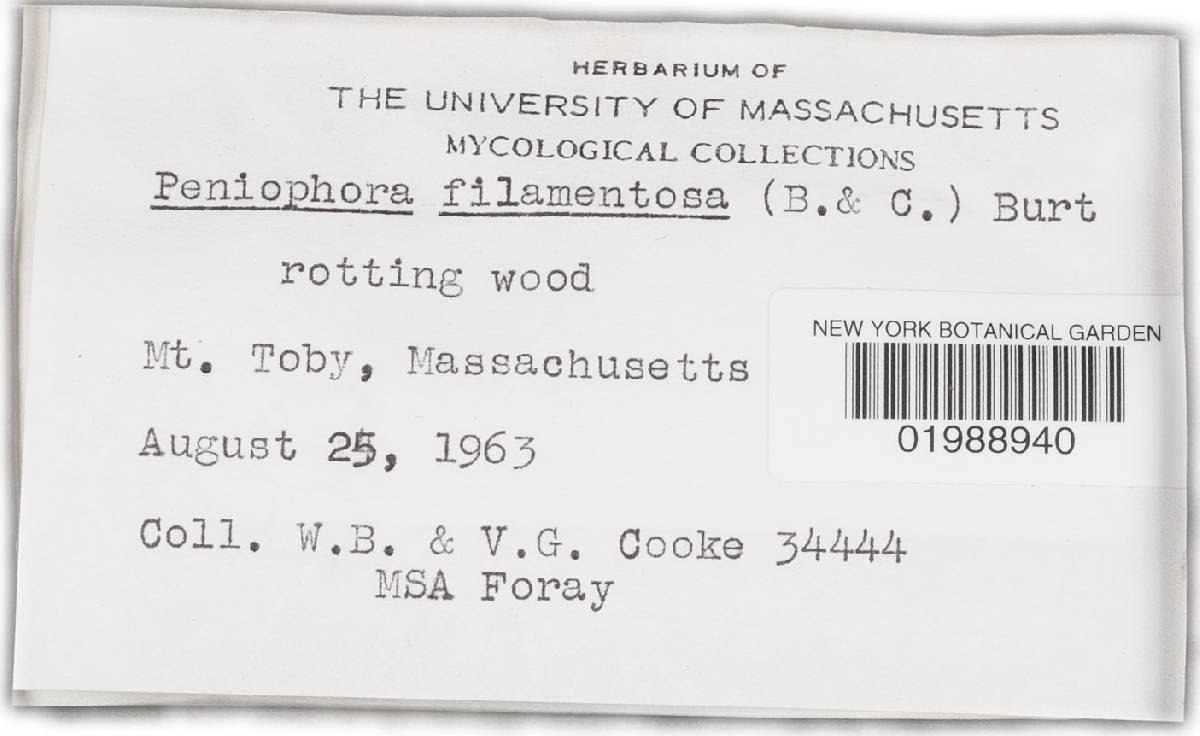 HERBARIUM OF
THE UNIVERSITY OF MASSACHUSETTS
MYCOLOGICAL COLLECTIONS
Peniophora filamentosa (B.& C.) Burt
rotting wood
Mt. Toby, Massachusetts
August 25, 1963
Coll. W.B. & V.G. Cooke 34444
MSA Foray
NEW YORK BOTANICAL GARDEN
01988940